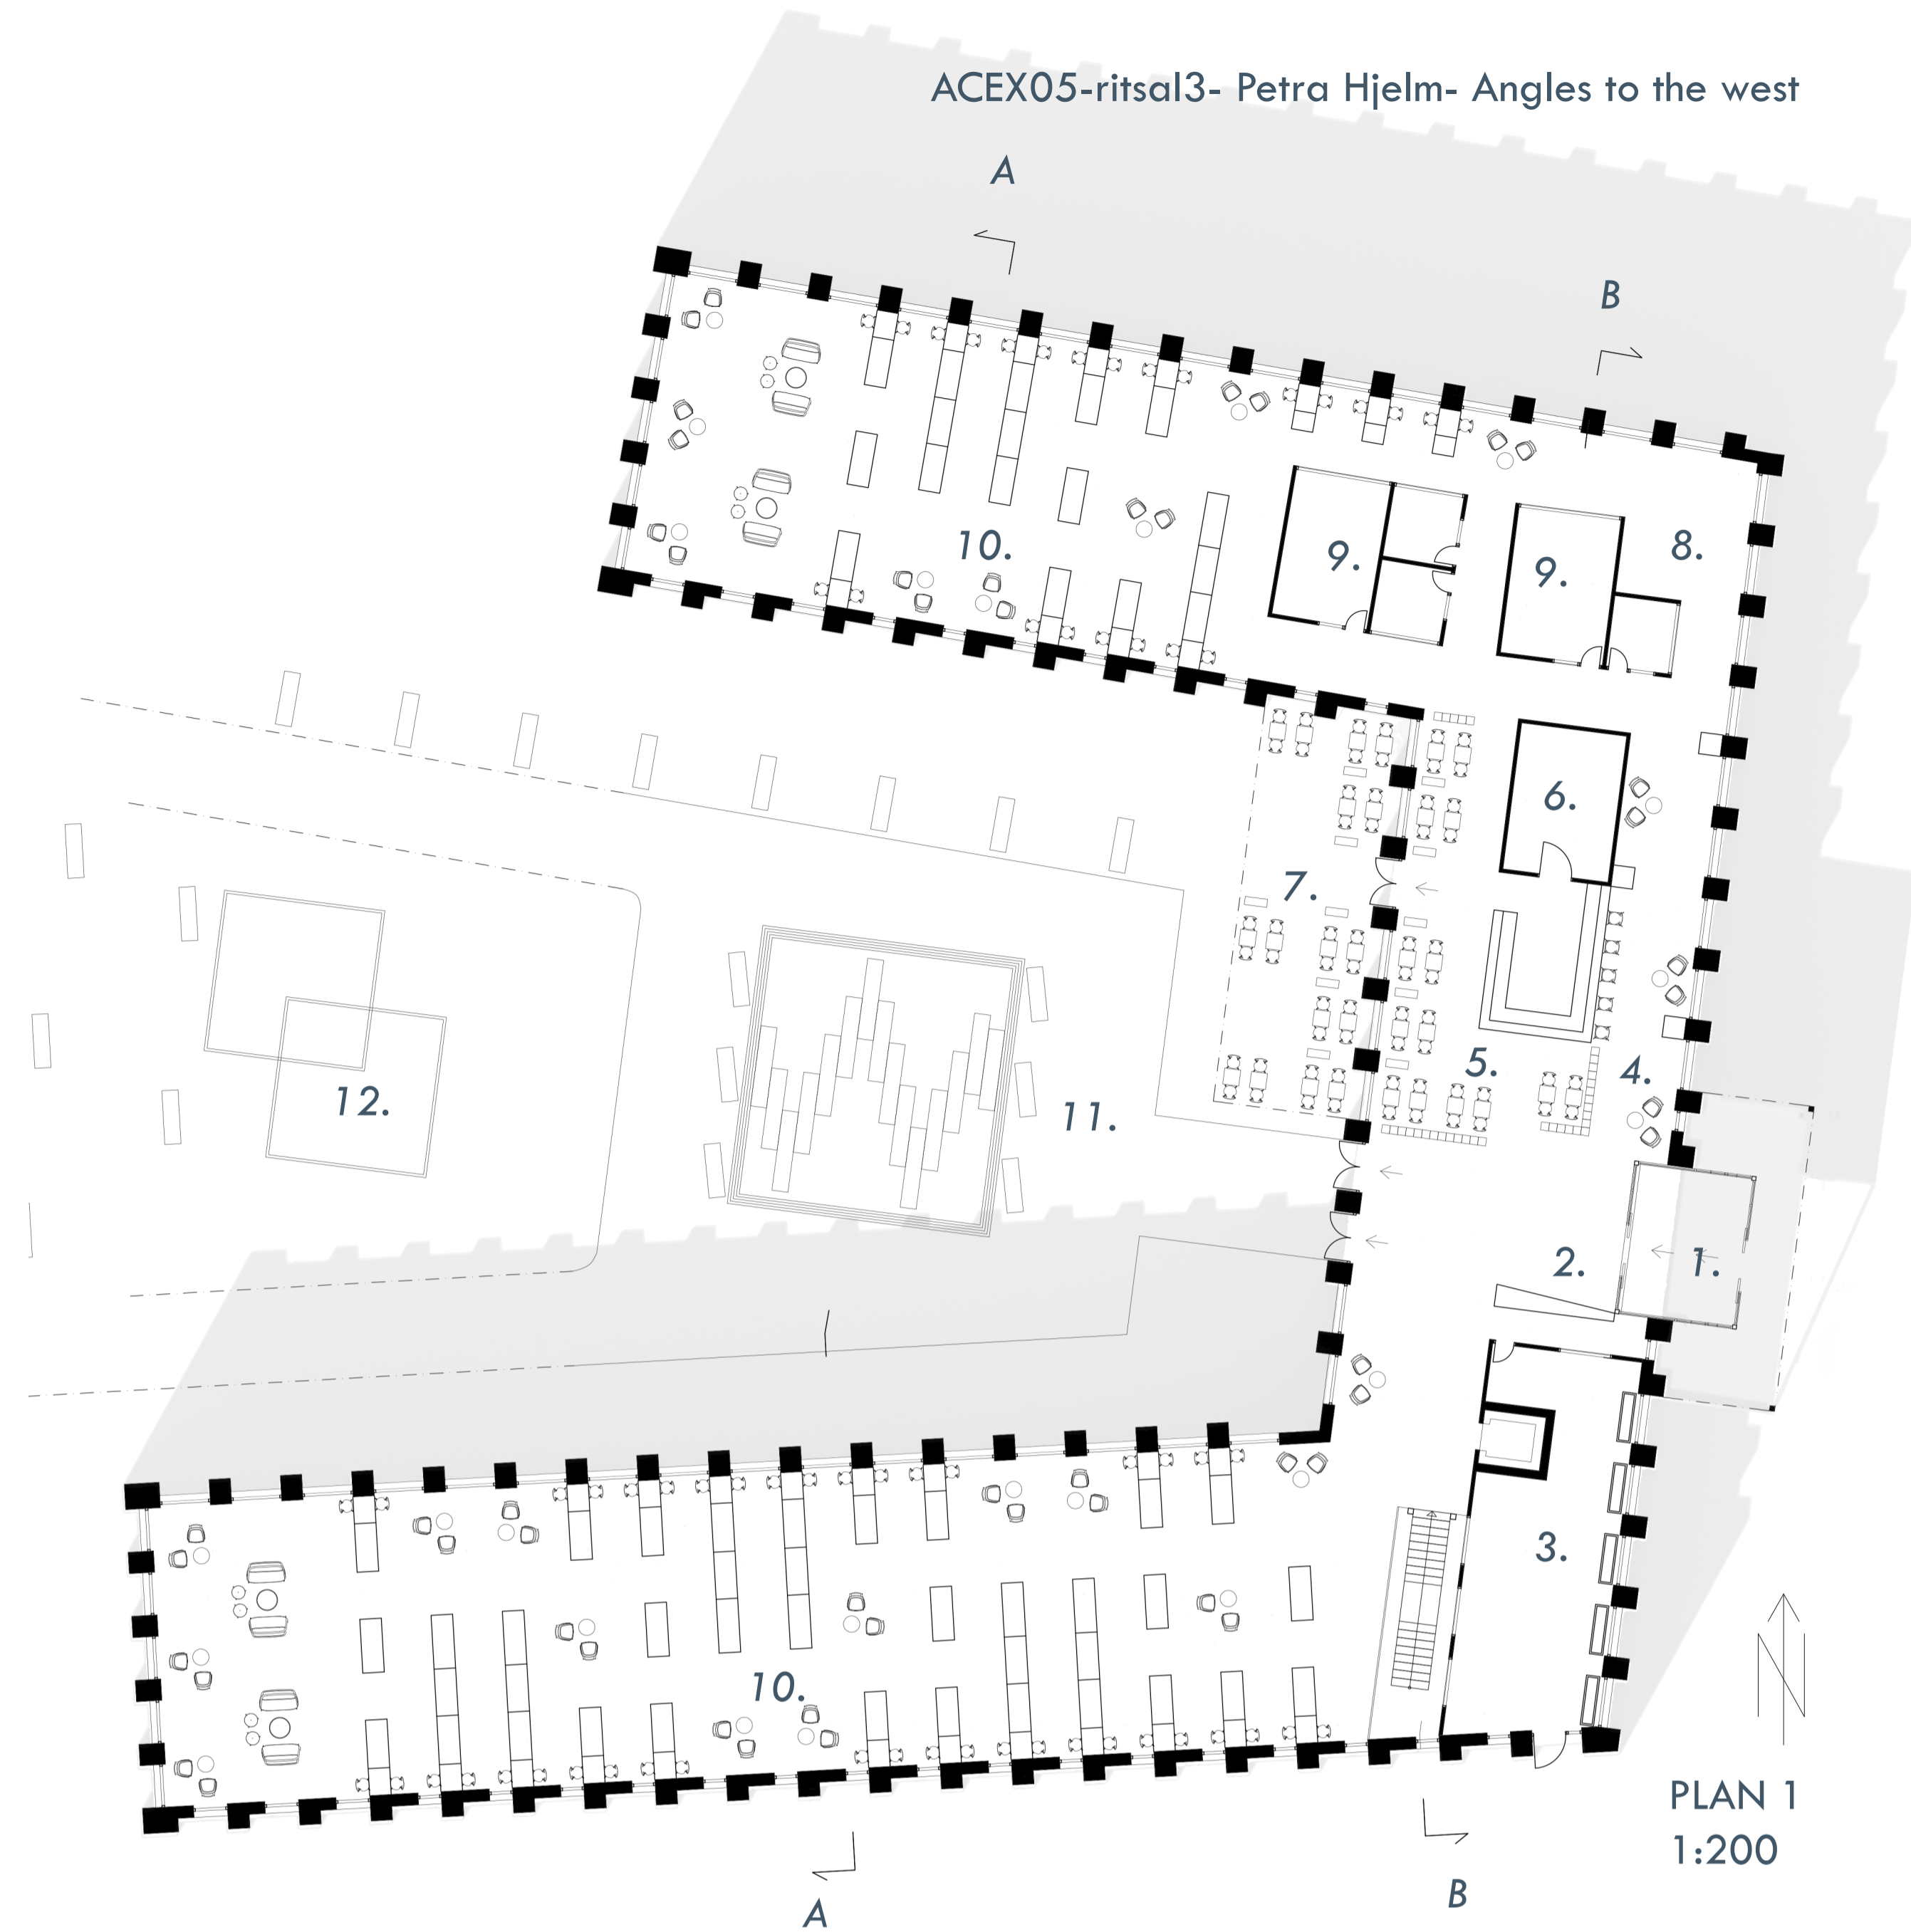 ACEX05-ritsal3- Petra Hjelm- Angles to the west
A
B
10.
9.
9.
8.
6.
7.
5.
4.
12.
11.
2.
1.
3.
10.
N
PLAN 1
1:200
A
B